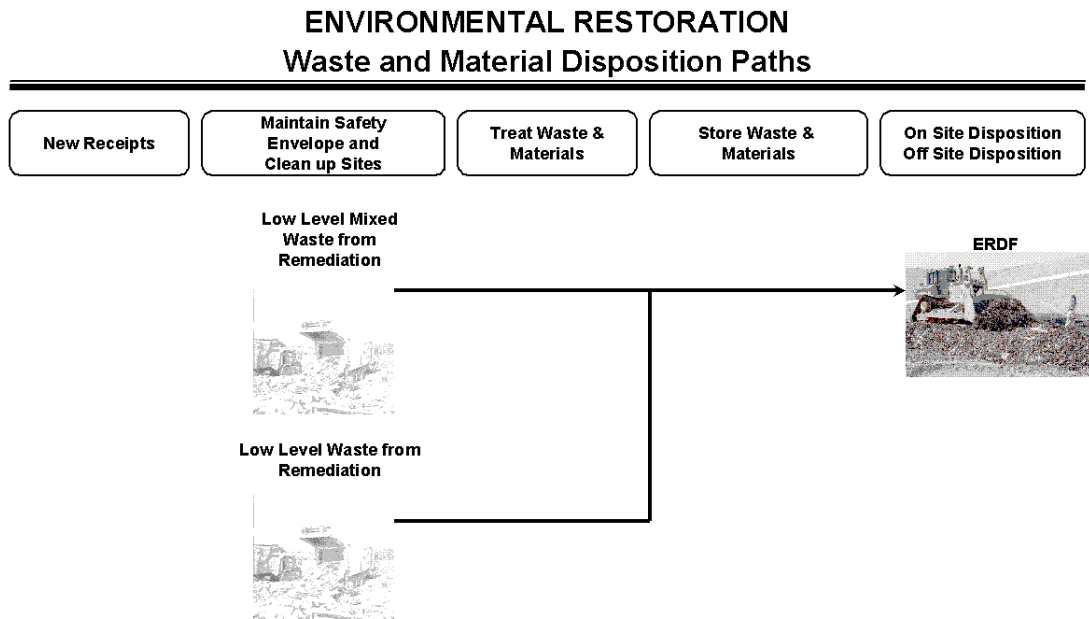 ENVIRONMENTAL RESTORATION
Waste and Material Disposition Paths
New Receipts
Maintain Safety
Envelope and
Clean up Sites
Treat Waste &
Materials
Store Waste &
Materials
On Site Disposition
Off Site Disposition
Low Level Mixed
Waste from
Remediation
ERDF
Low Level Waste from
Remediation